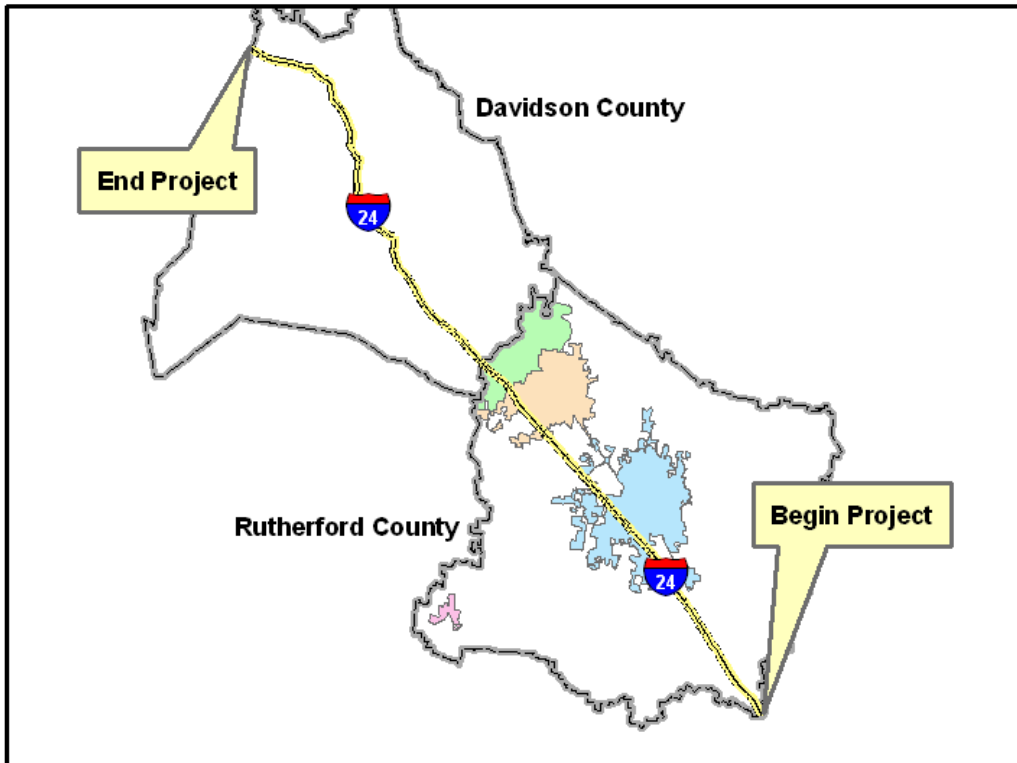 Davidson County
End Project
24
Begin Project
Rutherford County
24